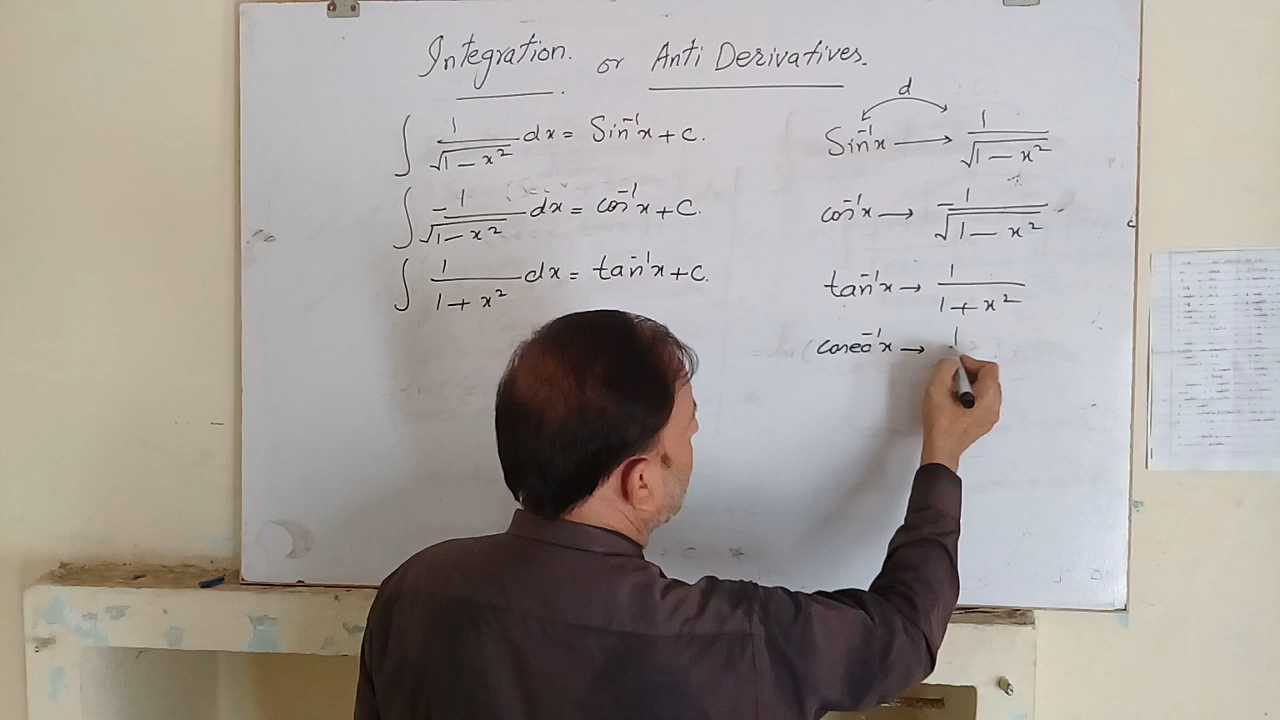 Integration. or Anti Derivatives.
∫ 1/√(1 – x²) dx = Sin⁻¹x + c.
∫ –1/√(1 – x²) dx = cos⁻¹x + c.
∫ 1/(1 + x²) dx = tan⁻¹x + c.
d
Sin⁻¹x → 1/√(1 – x²)
cos⁻¹x → –1/√(1 – x²)
tan⁻¹x → 1/(1 + x²)
cosec⁻¹x → 1